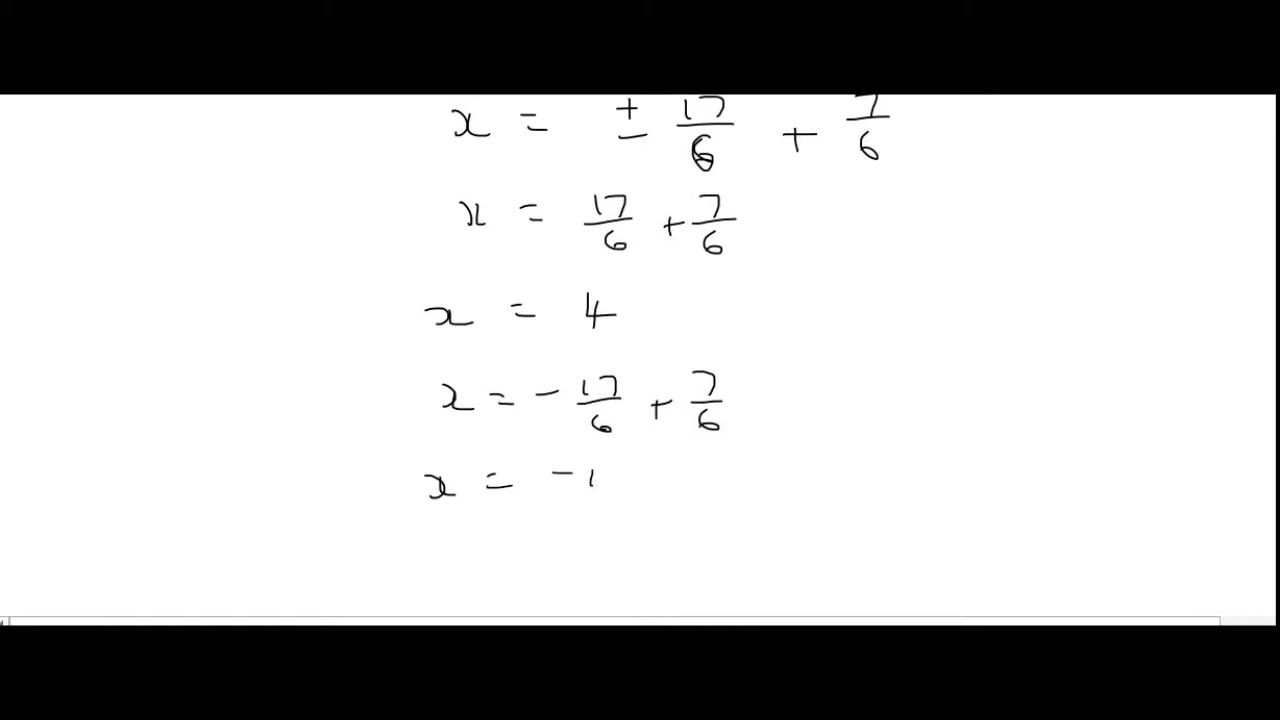 x = ± 17/6 + 7/6
x = 17/6 + 7/6
x = 4
x = - 17/6 + 7/6
x = -1